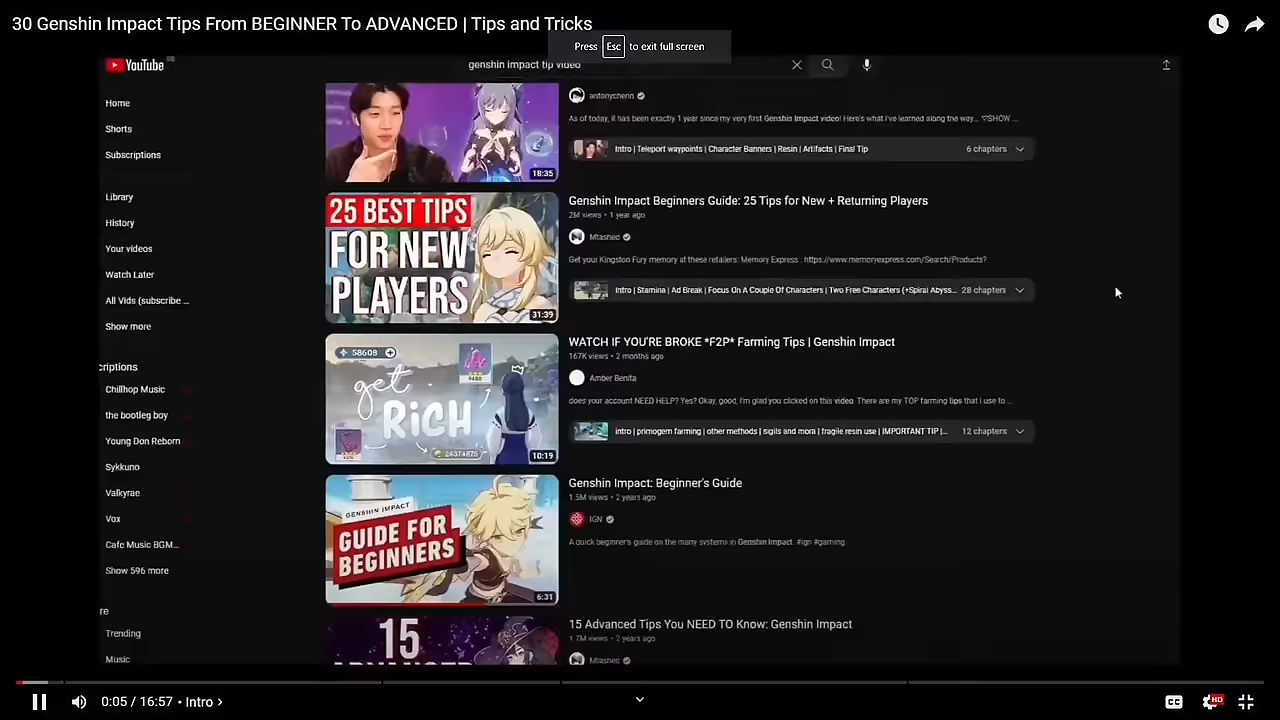 30 Genshin Impact Tips From BEGINNER To ADVANCED | Tips and Tricks
Press Esc to exit full screen
YouTube GB
genshin impact tip video
Home
Shorts
Subscriptions
Library
History
Your videos
Watch Later
All Vids (subscribe ...
Show more
criptions
Chillhop Music
the bootleg boy
Young Don Reborn
Sykkuno
Valkyrae
Vox
Cafe Music BGM...
Show 596 more
re
Trending
Music
18:35
antonychenn
As of today, it has been exactly 1 year since my very first Genshin Impact video! Here's what I've learned along the way... ▽SHOW ...
Intro | Teleport waypoints | Character Banners | Resin | Artifacts | Final Tip
6 chapters
25 BEST TIPS
FOR NEW
PLAYERS
31:39
Genshin Impact Beginners Guide: 25 Tips for New + Returning Players
2M views • 1 year ago
Mtashed
Get your Kingston Fury memory at these retailers: Memory Express ; https://www.memoryexpress.com/Search/Products?
Intro | Stamina | Ad Break | Focus On A Couple Of Characters | Two Free Characters (+Spiral Abyss...
28 chapters
58608
9480
get
RiCH
24374875
10:19
WATCH IF YOU'RE BROKE *F2P* Farming Tips | Genshin Impact
167K views • 2 months ago
Amber Benita
does your account NEED HELP? Yes? Okay, good, I'm glad you clicked on this video. There are my TOP farming tips that I use to ...
intro | primogem farming | other methods | sigils and mora | fragile resin use | IMPORTANT TIP |...
12 chapters
GENSHIN IMPACT
GUIDE FOR
BEGINNERS
6:31
Genshin Impact: Beginner's Guide
1.5M views • 2 years ago
IGN
A quick beginner's guide on the many systems in Genshin Impact. #ign #gaming
15
ADVANCED
15 Advanced Tips You NEED TO Know: Genshin Impact
1.7M views • 2 years ago
Mtashed
0:05 / 16:57 • Intro >
CC
HD